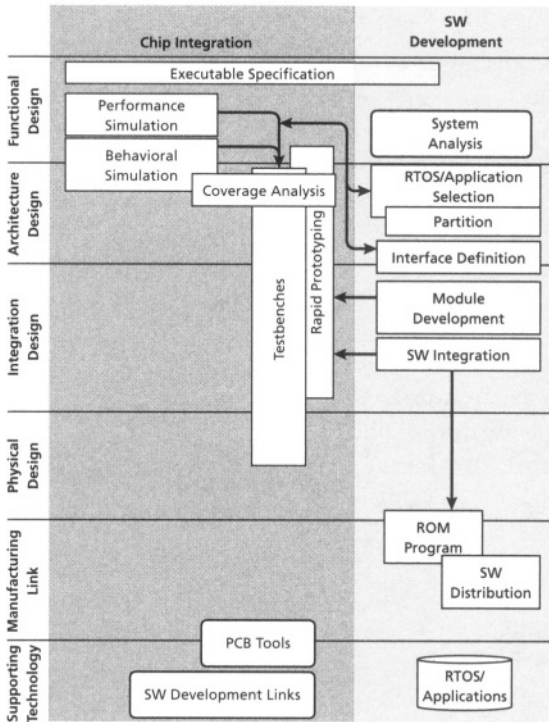 SW
Chip Integration
Development
Functional
Design
Executable Specification
Performance
Simulation
System
Analysis
Behavioral
Simulation
Architecture
Design
Coverage Analysis
RTOS/Application
Selection
Partition
Interface Definition
Rapid Prototyping
Testbenches
Integration
Design
Module
Development
SW Integration
Physical
Design
Manufacturing
Link
ROM
Program
SW
Distribution
Supporting
Technology
PCB Tools
SW Development Links
RTOS/
Applications